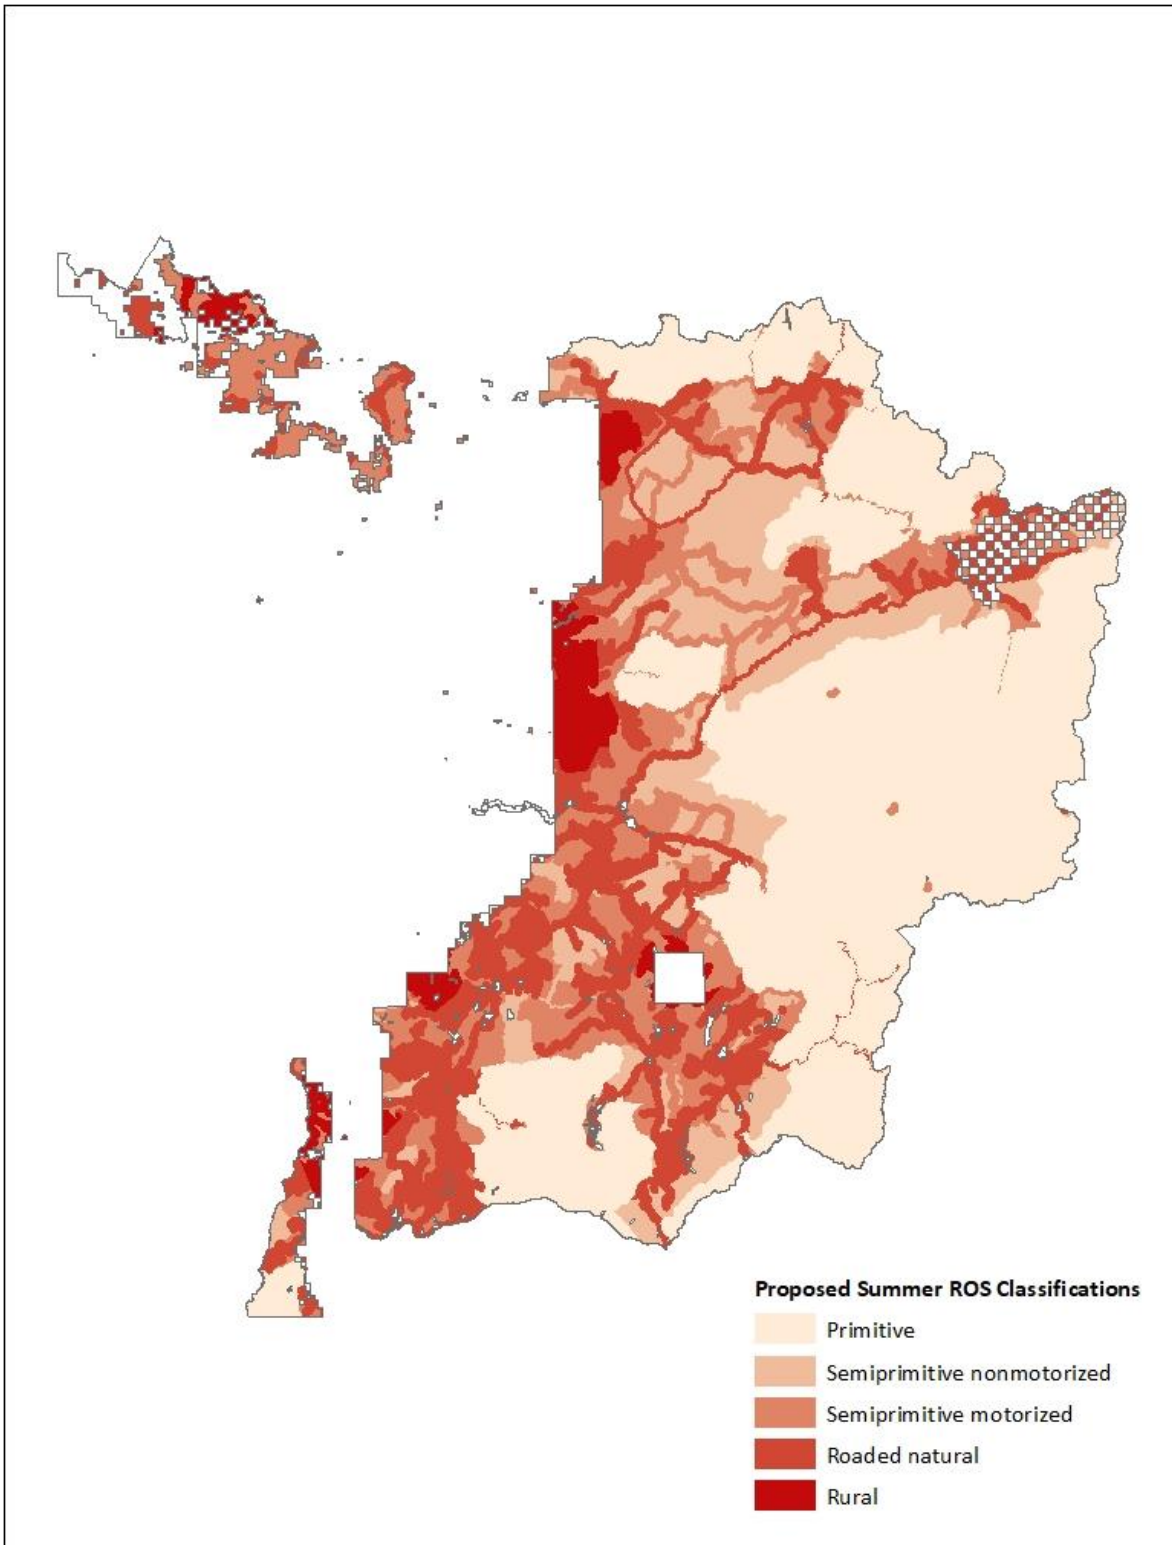 Proposed Summer ROS Classifications
Primitive
Semiprimitive nonmotorized
Semiprimitive motorized
Roaded natural
Rural